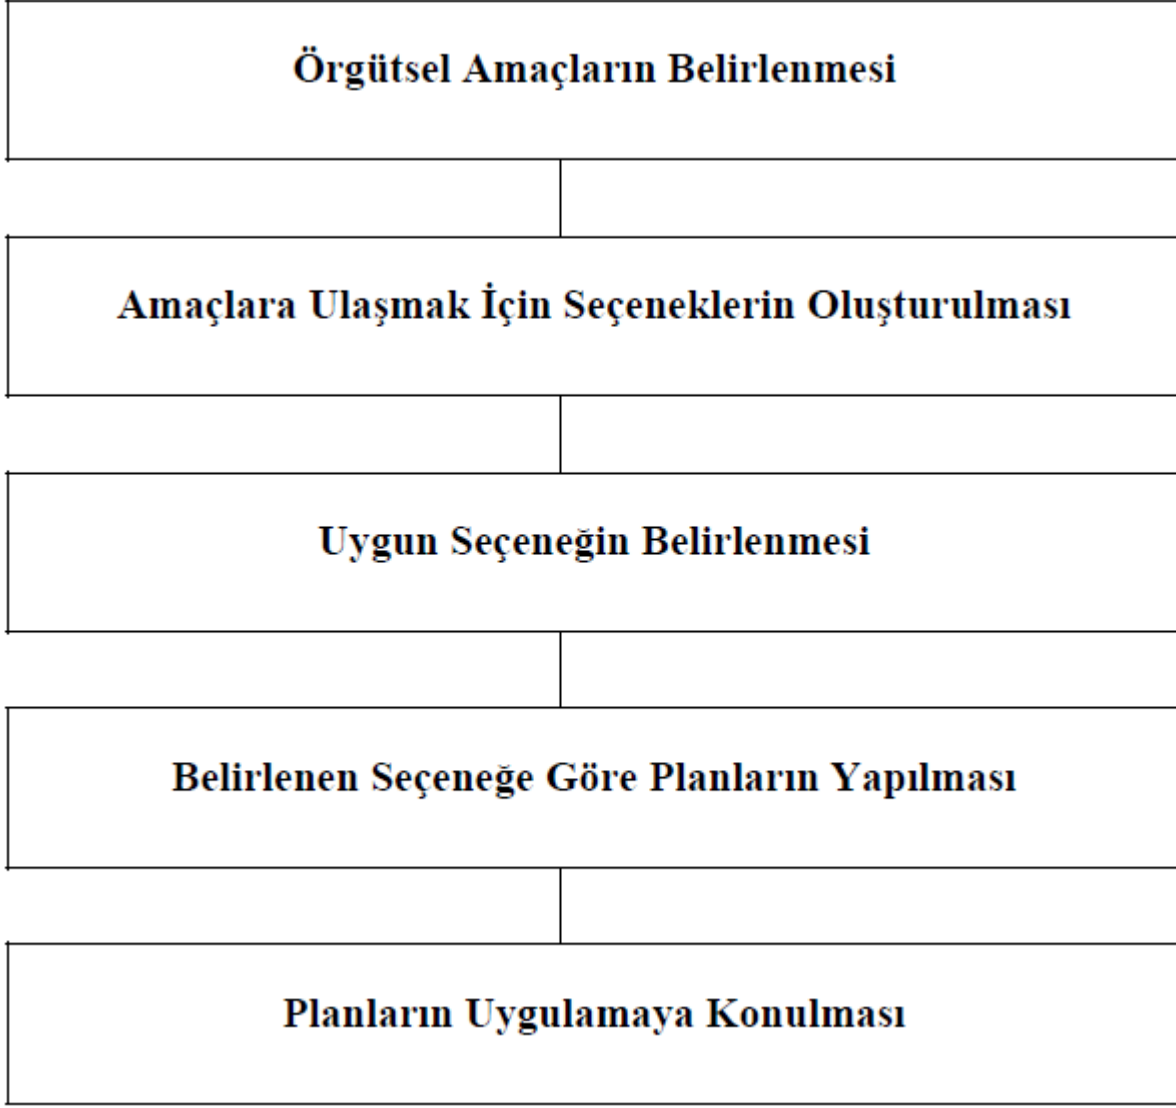 Örgütsel Amaçların Belirlenmesi
Amaçlara Ulaşmak İçin Seçeneklerin Oluşturulması
Uygun Seçeneğin Belirlenmesi
Belirlenen Seçeneğe Göre Planların Yapılması
Planların Uygulamaya Konulması